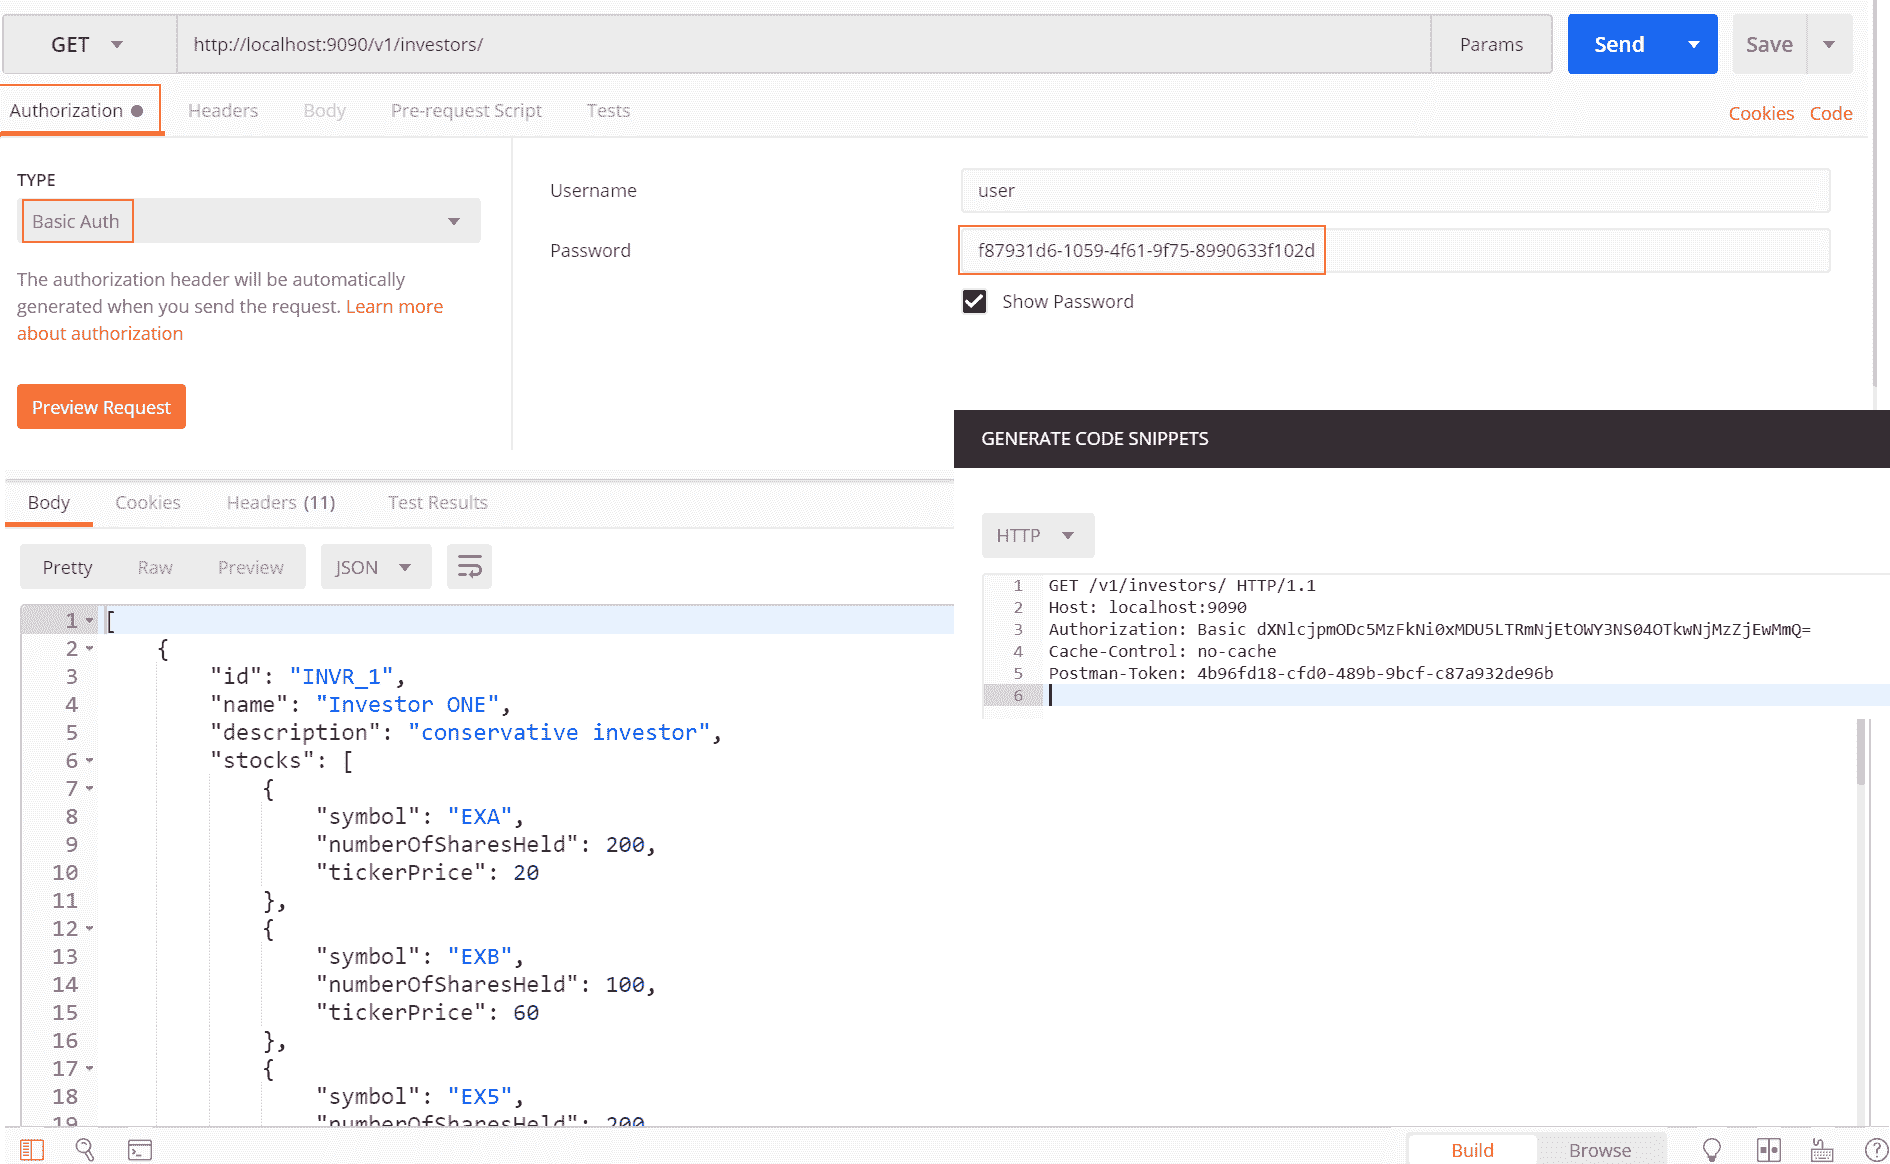 GET http://localhost:9090/v1/investors/ Params Send Save
Authorization Headers Body Pre-request Script Tests Cookies Code
TYPE
Basic Auth
The authorization header will be automatically
generated when you send the request. Learn more
about authorization
Preview Request
Username user
Password f87931d6-1059-4f61-9f75-8990633f102d
Show Password
GENERATE CODE SNIPPETS
HTTP
1 GET /v1/investors/ HTTP/1.1
2 Host: localhost:9090
3 Authorization: Basic dXNlcjpmODc5MzFkNi0xMDU5LTRmNjEtOWY3NS04OTkwNjMzZjEwMmQ=
4 Cache-Control: no-cache
5 Postman-Token: 4b96fd18-cfd0-489b-9bcf-c87a932de96b
6
Body Cookies Headers (11) Test Results
Pretty Raw Preview JSON
1 [
2 {
3 "id": "INVR_1",
4 "name": "Investor ONE",
5 "description": "conservative investor",
6 "stocks": [
7 {
8 "symbol": "EXA",
9 "numberOfSharesHeld": 200,
10 "tickerPrice": 20
11 },
12 {
13 "symbol": "EXB",
14 "numberOfSharesHeld": 100,
15 "tickerPrice": 60
16 },
17 {
18 "symbol": "EX5",
19 "numberOfSharesHeld": 200
Build Browse